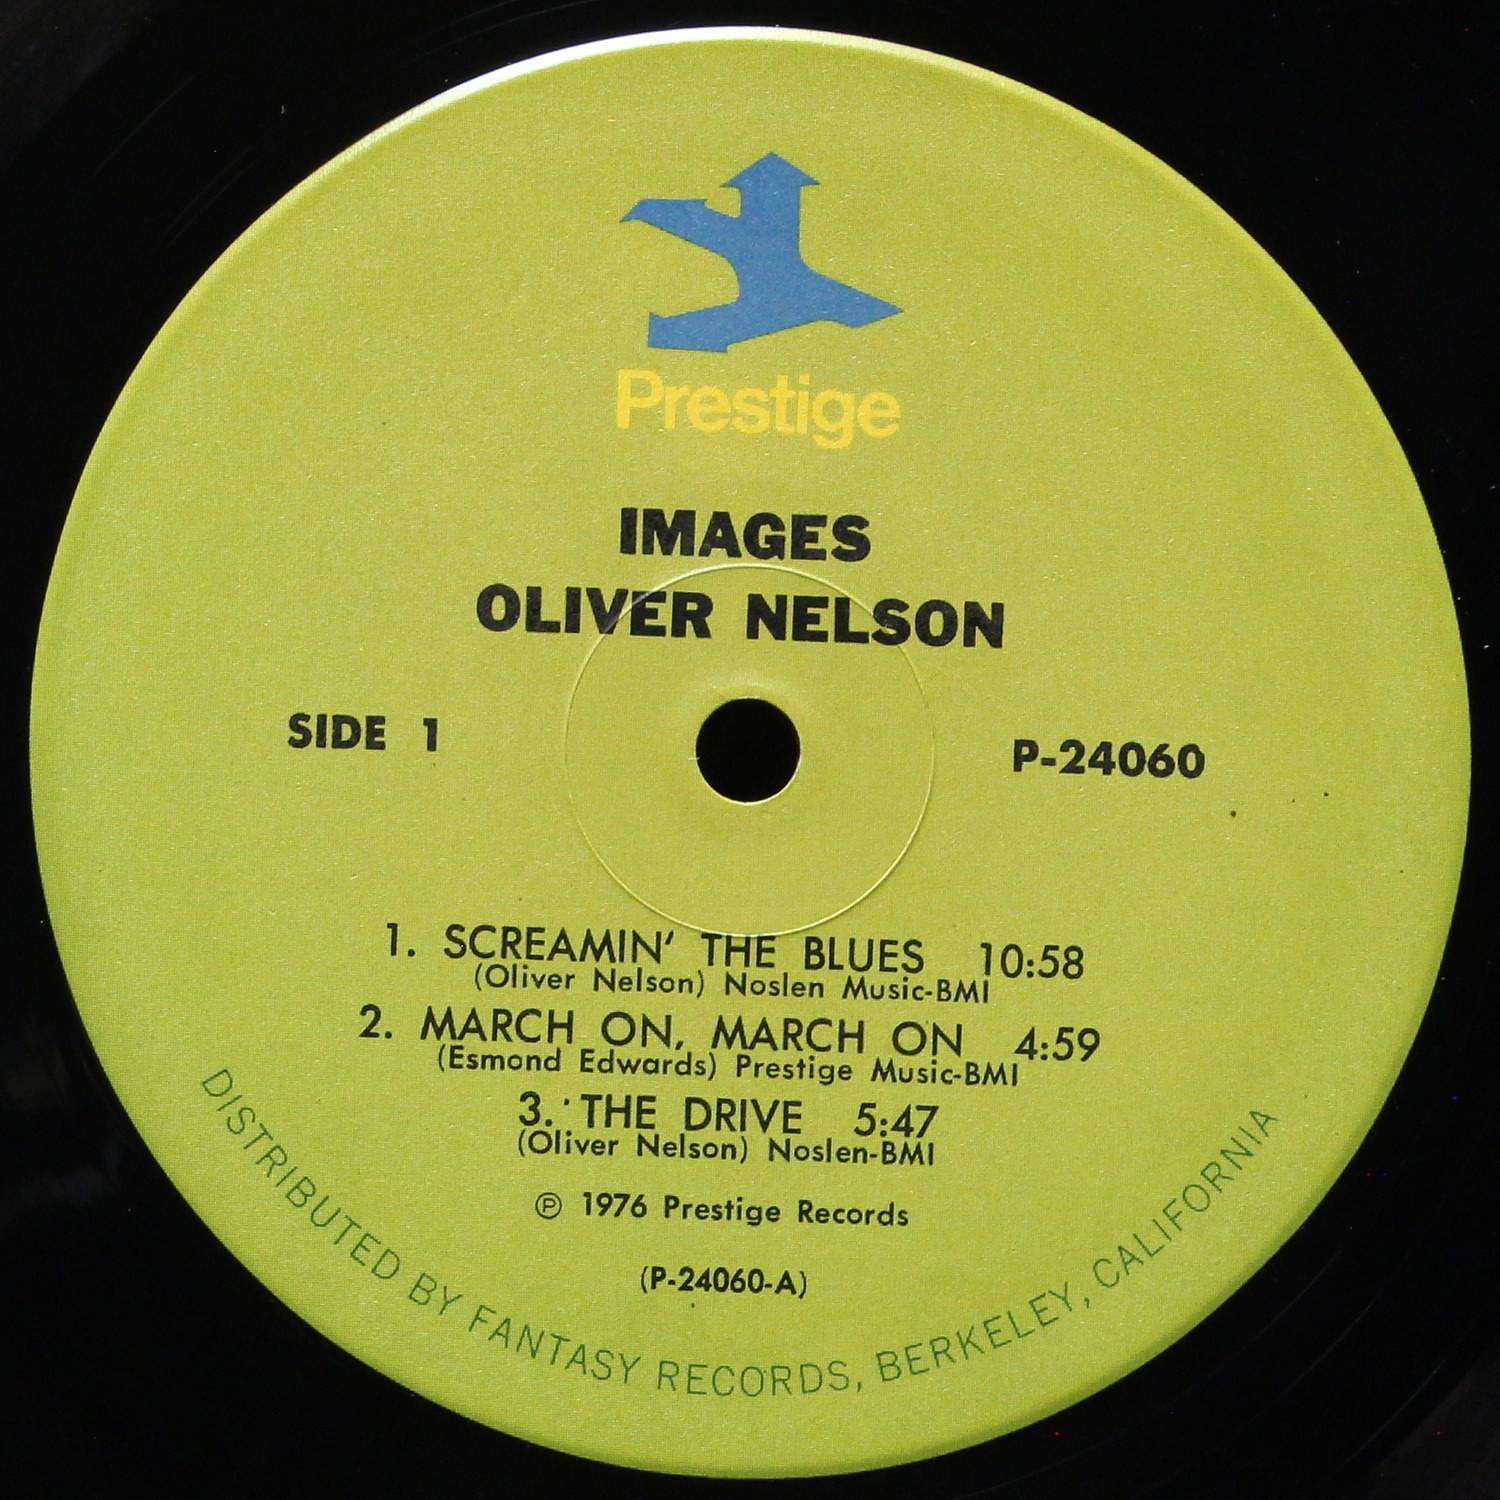 Prestige
IMAGES
OLIVER NELSON
SIDE 1
P-24060
1. SCREAMIN' THE BLUES 10:58
(Oliver Nelson) Noslen Music-BMI
2. MARCH ON, MARCH ON 4:59
(Esmond Edwards) Prestige Music-BMI
3. THE DRIVE 5:47
(Oliver Nelson) Noslen-BMI
℗ 1976 Prestige Records
(P-24060-A)
DISTRIBUTED BY FANTASY RECORDS, BERKELEY, CALIFORNIA